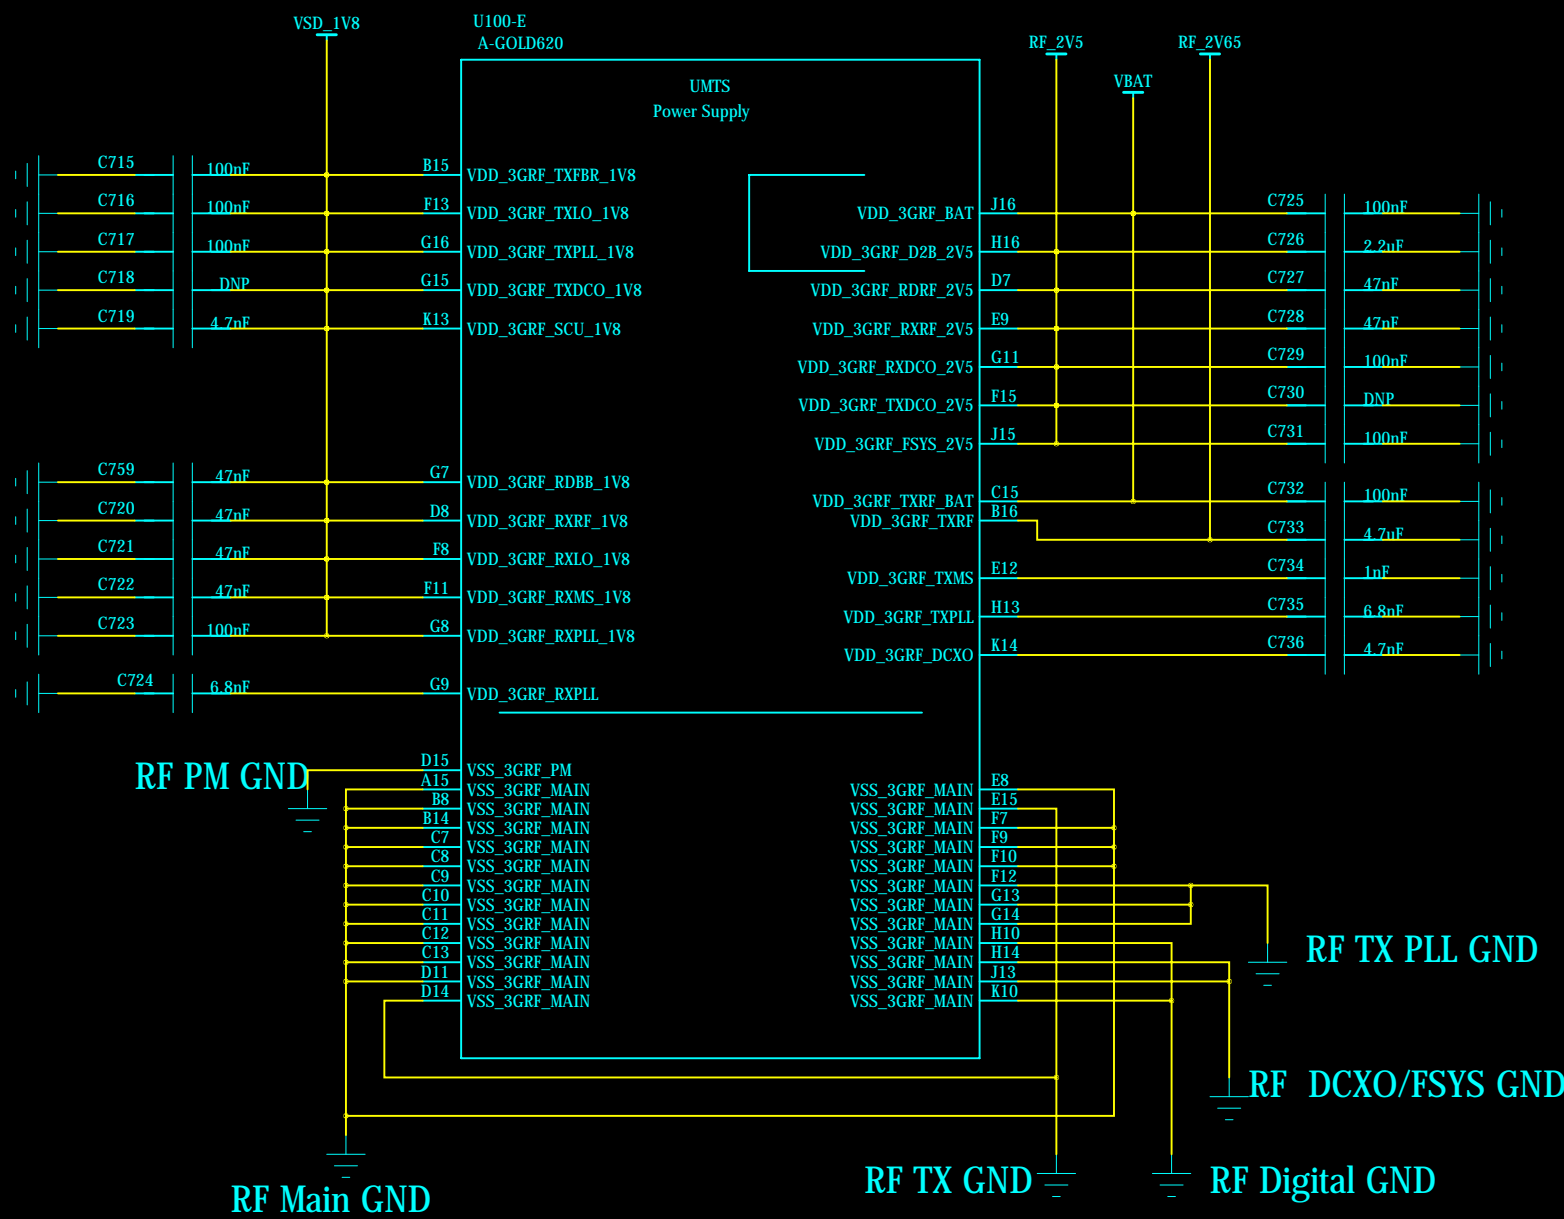 VSD_1V8
U100-E
A-GOLD620
RF_2V5
RF_2V65
VBAT
UMTS
Power Supply
C715 100nF B15 VDD_3GRF_TXFBR_1V8
C716 100nF F13 VDD_3GRF_TXLO_1V8
C717 100nF G16 VDD_3GRF_TXPLL_1V8
C718 DNP G15 VDD_3GRF_TXDCO_1V8
C719 4.7nF K13 VDD_3GRF_SCU_1V8
C759 47nF G7 VDD_3GRF_RDBB_1V8
C720 47nF D8 VDD_3GRF_RXRF_1V8
C721 47nF F8 VDD_3GRF_RXLO_1V8
C722 47nF F11 VDD_3GRF_RXMS_1V8
C723 100nF G8 VDD_3GRF_RXPLL_1V8
C724 6.8nF G9 VDD_3GRF_RXPLL
VDD_3GRF_BAT J16 C725 100nF
VDD_3GRF_D2B_2V5 H16 C726 2.2uF
VDD_3GRF_RDRF_2V5 D7 C727 47nF
VDD_3GRF_RXRF_2V5 E9 C728 47nF
VDD_3GRF_RXDCO_2V5 G11 C729 100nF
VDD_3GRF_TXDCO_2V5 F15 C730 DNP
VDD_3GRF_FSYS_2V5 J15 C731 100nF
VDD_3GRF_TXRF_BAT C15 C732 100nF
VDD_3GRF_TXRF B16 C733 4.7uF
VDD_3GRF_TXMS E12 C734 1nF
VDD_3GRF_TXPLL H13 C735 6.8nF
VDD_3GRF_DCXO K14 C736 4.7nF
RF PM GND
D15 VSS_3GRF_PM
A15 VSS_3GRF_MAIN
B8 VSS_3GRF_MAIN
B14 VSS_3GRF_MAIN
C7 VSS_3GRF_MAIN
C8 VSS_3GRF_MAIN
C9 VSS_3GRF_MAIN
C10 VSS_3GRF_MAIN
C11 VSS_3GRF_MAIN
C12 VSS_3GRF_MAIN
C13 VSS_3GRF_MAIN
D11 VSS_3GRF_MAIN
D14 VSS_3GRF_MAIN
VSS_3GRF_MAIN E8
VSS_3GRF_MAIN E15
VSS_3GRF_MAIN F7
VSS_3GRF_MAIN F9
VSS_3GRF_MAIN F10
VSS_3GRF_MAIN F12
VSS_3GRF_MAIN G13
VSS_3GRF_MAIN G14
VSS_3GRF_MAIN H10
VSS_3GRF_MAIN H14
VSS_3GRF_MAIN J13
VSS_3GRF_MAIN K10
RF TX PLL GND
RF DCXO/FSYS GND
RF TX GND
RF Digital GND
RF Main GND